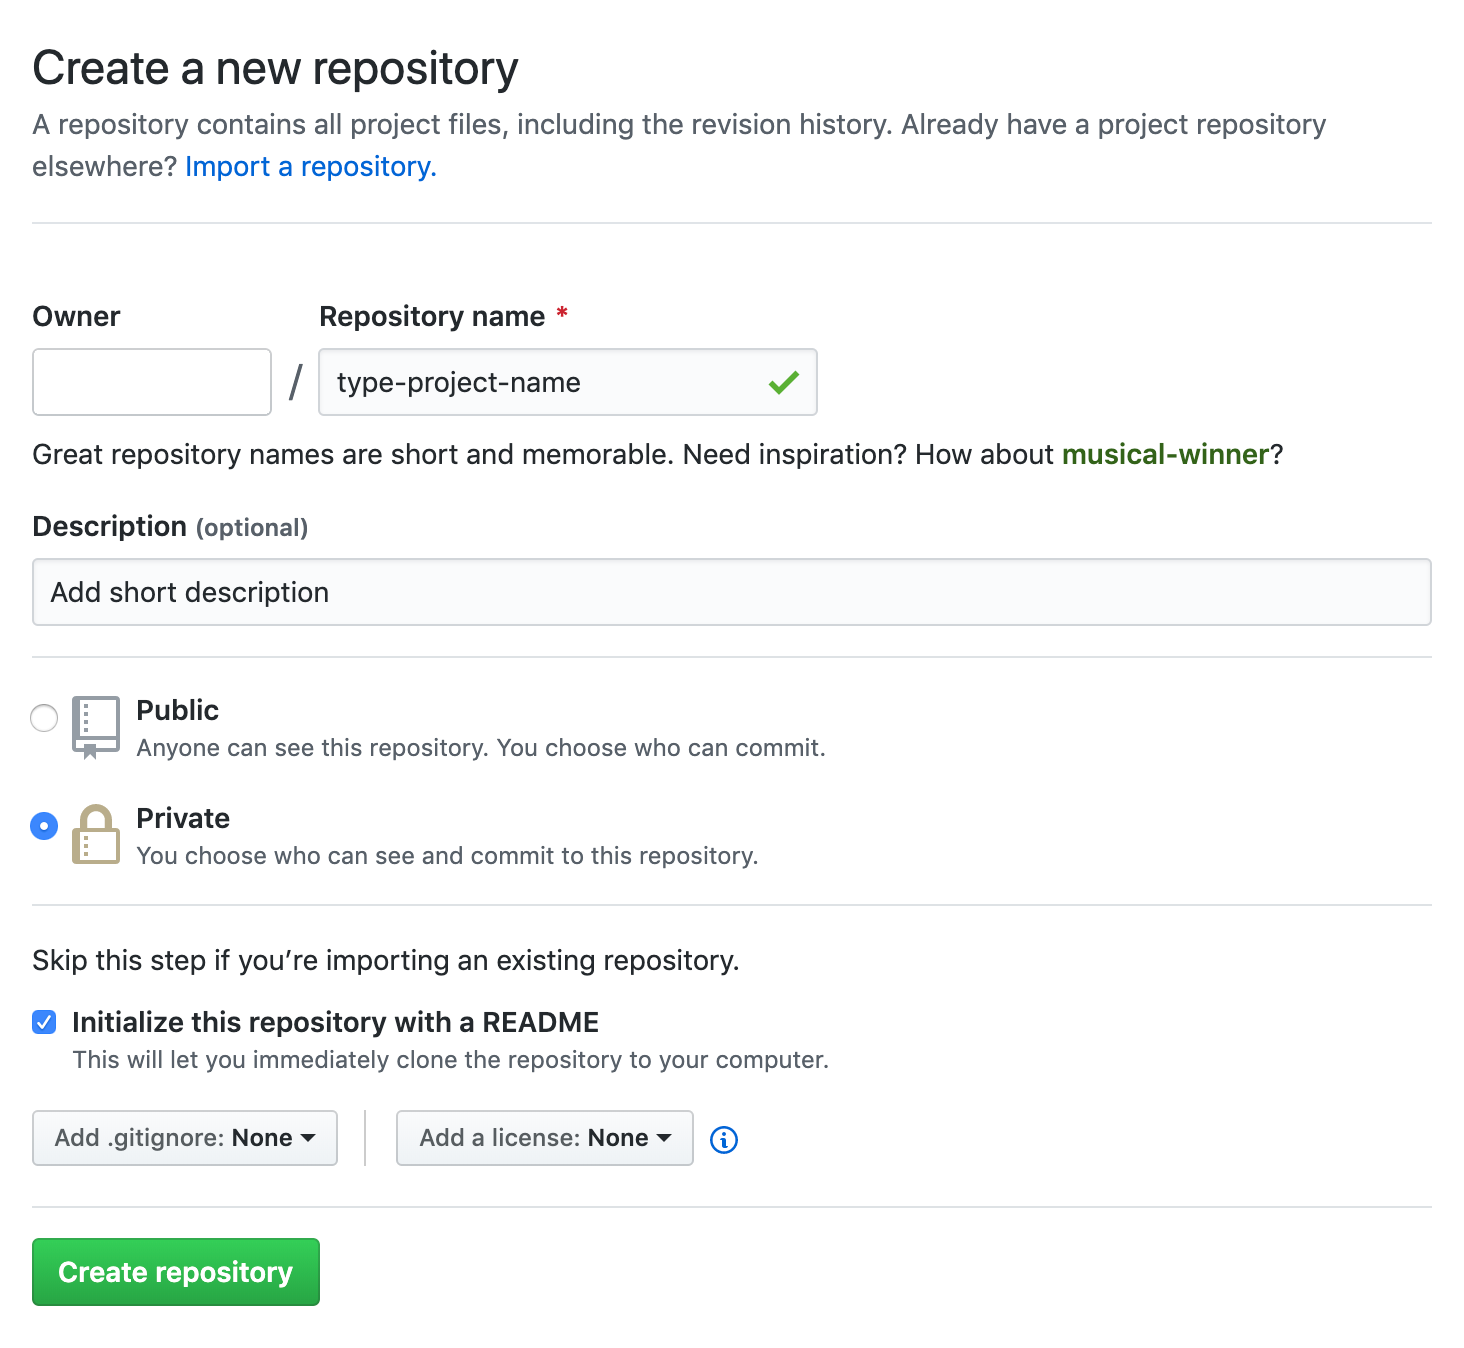 Create a new repository
A repository contains all project files, including the revision history. Already have a project repository
elsewhere? Import a repository.
Owner
Repository name *
/
type-project-name
Great repository names are short and memorable. Need inspiration? How about musical-winner?
Description (optional)
Add short description
Public
Anyone can see this repository. You choose who can commit.
Private
You choose who can see and commit to this repository.
Skip this step if you’re importing an existing repository.
Initialize this repository with a README
This will let you immediately clone the repository to your computer.
Add .gitignore: None
Add a license: None
Create repository